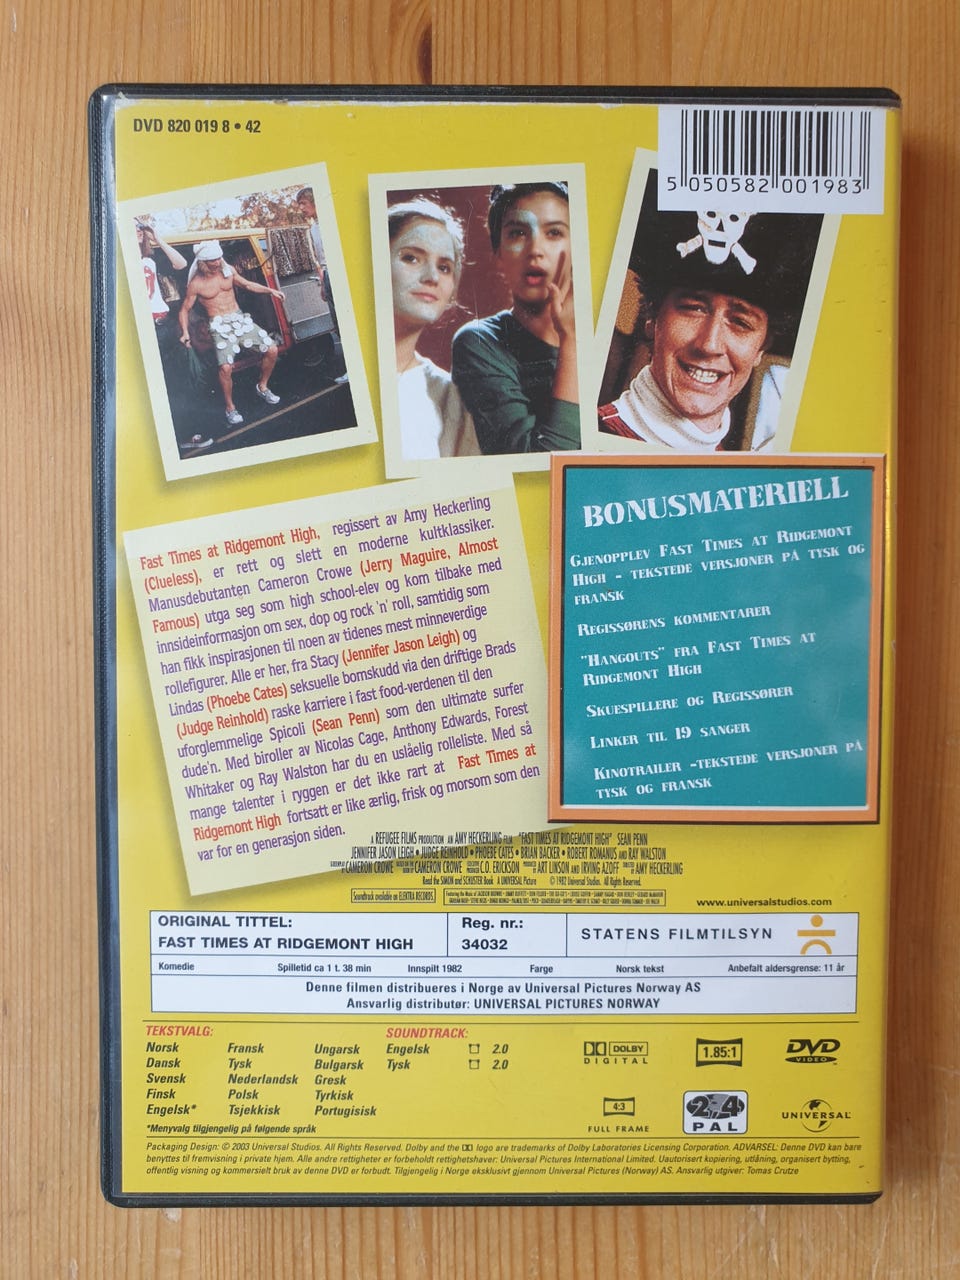 DVD 820 019 8 • 42
5 050582 001983
Fast Times at Ridgemont High, regissert av Amy Heckerling
(Clueless), er rett og slett en moderne kultklassiker.
Manusdebutanten Cameron Crowe (Jerry Maguire, Almost
Famous) utga seg som high school-elev og kom tilbake med
innsideinformasjon om sex, dop og rock 'n' roll, samtidig som
han fikk inspirasjonen til noen av tidenes mest minneverdige
rollefigurer. Alle er her, fra Stacy (Jennifer Jason Leigh) og
Lindas (Phoebe Cates) seksuelle bomskudd via den driftige Brads
(Judge Reinhold) raske karriere i fast food-verdenen til den
uforglemmelige Spicoli (Sean Penn) som den ultimate surfer
dude'n. Med biroller av Nicolas Cage, Anthony Edwards, Forest
Whitaker og Ray Walston har du en uslåelig rolleliste. Med så
mange talenter i ryggen er det ikke rart at Fast Times at
Ridgemont High fortsatt er like ærlig, frisk og morsom som den
var for en generasjon siden.
BONUSMATERIELL
GJENOPPLEV FAST TIMES AT RIDGEMONT
HIGH - TEKSTEDE VERSJONER PÅ TYSK OG
FRANSK
REGISSØRENS KOMMENTARER
"HANGOUTS" FRA FAST TIMES AT
RIDGEMONT HIGH
SKUESPILLERE OG REGISSØRER
LINKER TIL 19 SANGER
KINOTRAILER -TEKSTEDE VERSJONER PÅ
TYSK OG FRANSK
A REFUGEE FILMS PRODUCTION AN AMY HECKERLING FILM "FAST TIMES AT RIDGEMONT HIGH" SEAN PENN
JENNIFER JASON LEIGH • JUDGE REINHOLD • PHOEBE CATES • BRIAN BACKER • ROBERT ROMANUS AND RAY WALSTON
CAMERON CROWE CAMERON CROWE C.O. ERICKSON ART LINSON AND IRVING AZOFF AMY HECKERLING
Read the SIMON and SCHUSTER Book A UNIVERSAL Picture © 1982 Universal Studios. All Rights Reserved.
Soundtrack available on ELEKTRA RECORDS
www.universalstudios.com
ORIGINAL TITTEL:
FAST TIMES AT RIDGEMONT HIGH
Reg. nr.:
34032
STATENS FILMTILSYN
Komedie Spilletid ca 1 t. 38 min Innspilt 1982 Farge Norsk tekst Anbefalt aldersgrense: 11 år
Denne filmen distribueres i Norge av Universal Pictures Norway AS
Ansvarlig distributør: UNIVERSAL PICTURES NORWAY
TEKSTVALG: SOUNDTRACK:
Norsk Fransk Ungarsk Engelsk 2.0
Dansk Tysk Bulgarsk Tysk 2.0
Svensk Nederlandsk Gresk
Finsk Polsk Tyrkisk
Engelsk* Tsjekkisk Portugisisk
*Menyvalg tilgjengelig på følgende språk
DOLBY
DIGITAL
1.85:1
DVD
VIDEO
4:3
FULL FRAME
2 4
PAL
UNIVERSAL
Packaging Design: © 2003 Universal Studios. All Rights Reserved. Dolby and the DD logo are trademarks of Dolby Laboratories Licensing Corporation. ADVARSEL: Denne DVD kan bare
benyttes til fremvisning i private hjem. Alle andre rettigheter er forbeholdt rettighetshaver; Universal Pictures International Limited. Uautorisert kopiering, utlåning, organisert bytting,
offentlig visning og kommersielt bruk av denne DVD er forbudt. Tilgjengelig i Norge eksklusivt gjennom Universal Pictures (Norway) AS. Ansvarlig utgiver: Tomas Crutze